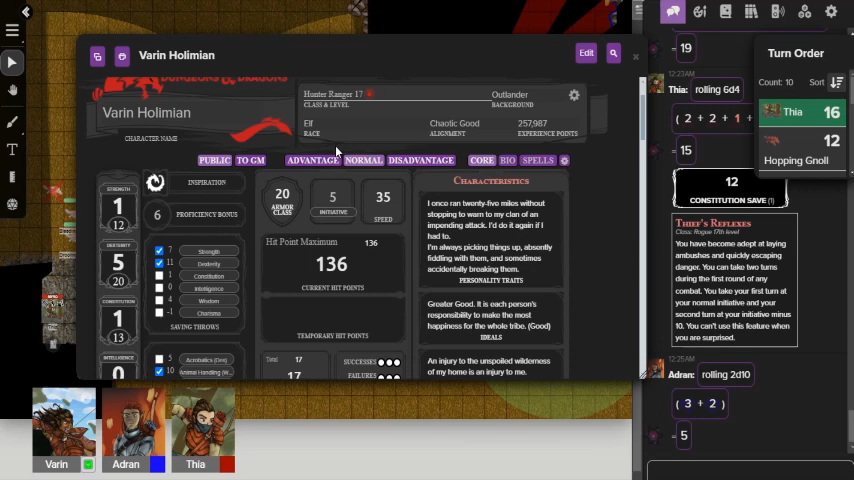 Varin Holimian
Edit
DUNGEONS & DRAGONS
Varin Holimian
CHARACTER NAME
Hunter Ranger 17
CLASS & LEVEL
Outlander
BACKGROUND
Elf
RACE
Chaotic Good
ALIGNMENT
257,987
EXPERIENCE POINTS
PUBLIC TO GM
ADVANTAGE NORMAL DISADVANTAGE
CORE BIO SPELLS
STRENGTH
1
12
DEXTERITY
5
20
CONSTITUTION
1
13
INTELLIGENCE
0
INSPIRATION
6 PROFICIENCY BONUS
7 Strength
11 Dexterity
1 Constitution
0 Intelligence
4 Wisdom
-1 Charisma
SAVING THROWS
5 Acrobatics (Dex)
10 Animal Handling (W...
20
ARMOR
CLASS
5
INITIATIVE
35
SPEED
Hit Point Maximum 136
136
CURRENT HIT POINTS
TEMPORARY HIT POINTS
Total 17
17
SUCCESSES
FAILURES
CHARACTERISTICS
I once ran twenty-five miles without
stopping to warn to my clan of an
impending attack. I'd do it again if I
had to.
I'm always picking things up, absently
fiddling with them, and sometimes
accidentally breaking them.
PERSONALITY TRAITS
Greater Good. It is each person's
responsibility to make the most
happiness for the whole tribe. (Good)
IDEALS
An injury to the unspoiled wilderness
of my home is an injury to me.
= 19
12:23AM
Thia: rolling 6d4
( 2 + 2 + 1 +
= 15
12
CONSTITUTION SAVE (1)
THIEF'S REFLEXES
Class: Rogue 17th level
You have become adept at laying
ambushes and quickly escaping
danger. You can take two turns
during the first round of any
combat. You take your first turn at
your normal initiative and your
second turn at your initiative minus
10. You can't use this feature when
you are surprised.
12:25AM
Adran: rolling 2d10
( 3 + 2 )
= 5
Turn Order
Count: 10 Sort
Thia 16
12
Hopping Gnoll
Varin
Adran
Thia